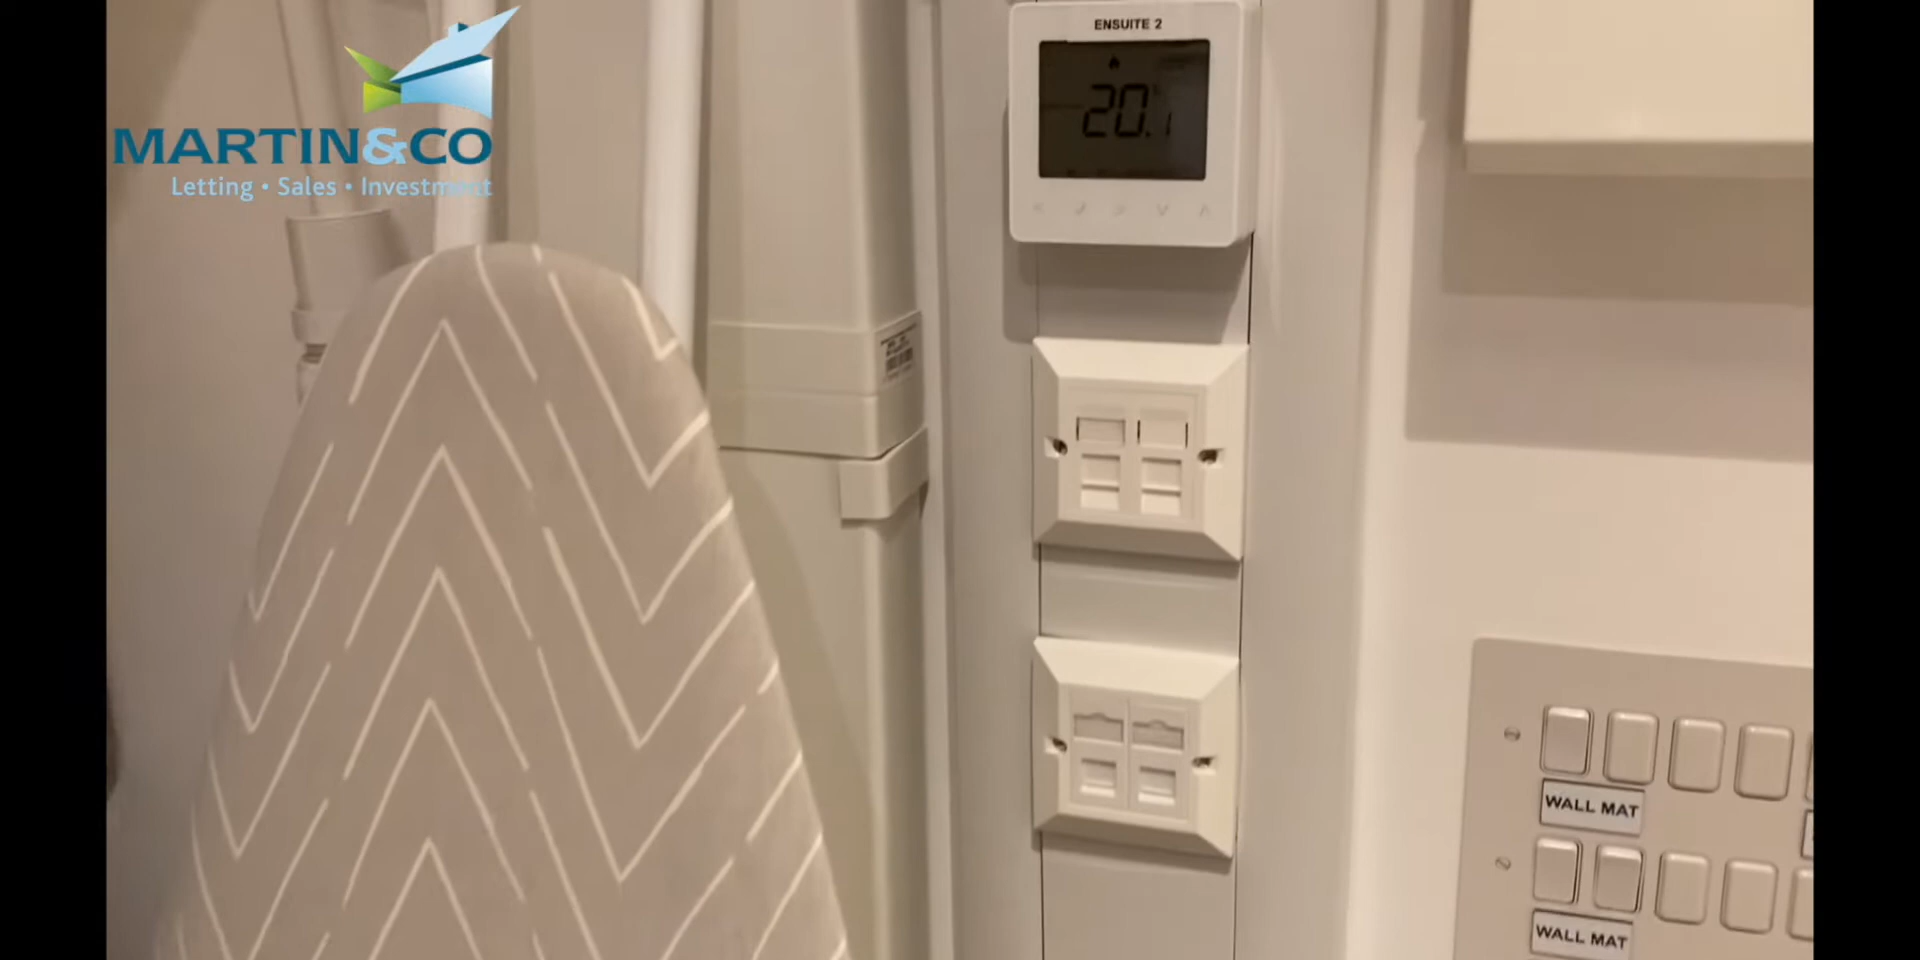 MARTIN&CO
Letting • Sales • Investment
ENSUITE 2
20.1
WALL MAT
WALL MAT